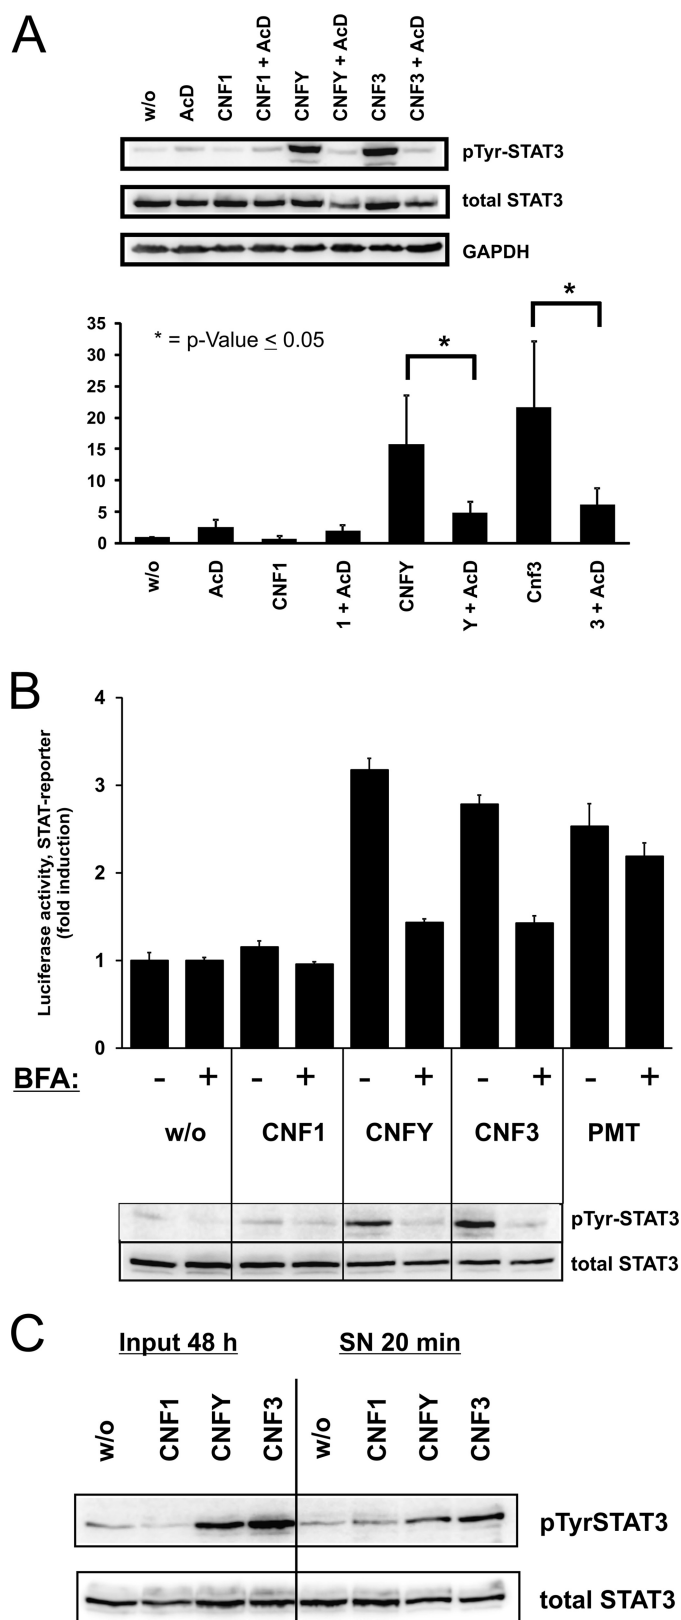 A
w/o
AcD
CNF1
CNF1 + AcD
CNFY
CNFY + AcD
CNF3
CNF3 + AcD
pTyr-STAT3
total STAT3
GAPDH
* = p-Value ≤ 0.05
*
*
35
30
25
20
15
10
5
0
w/o
AcD
CNF1
1 + AcD
CNFY
Y + AcD
Cnf3
3 + AcD
B
Luciferase activity, STAT-reporter
(fold induction)
4
3
2
1
0
BFA: - + - + - + - + - +
w/o CNF1 CNFY CNF3 PMT
pTyr-STAT3
total STAT3
C
Input 48 h SN 20 min
w/o
CNF1
CNFY
CNF3
w/o
CNF1
CNFY
CNF3
pTyrSTAT3
total STAT3